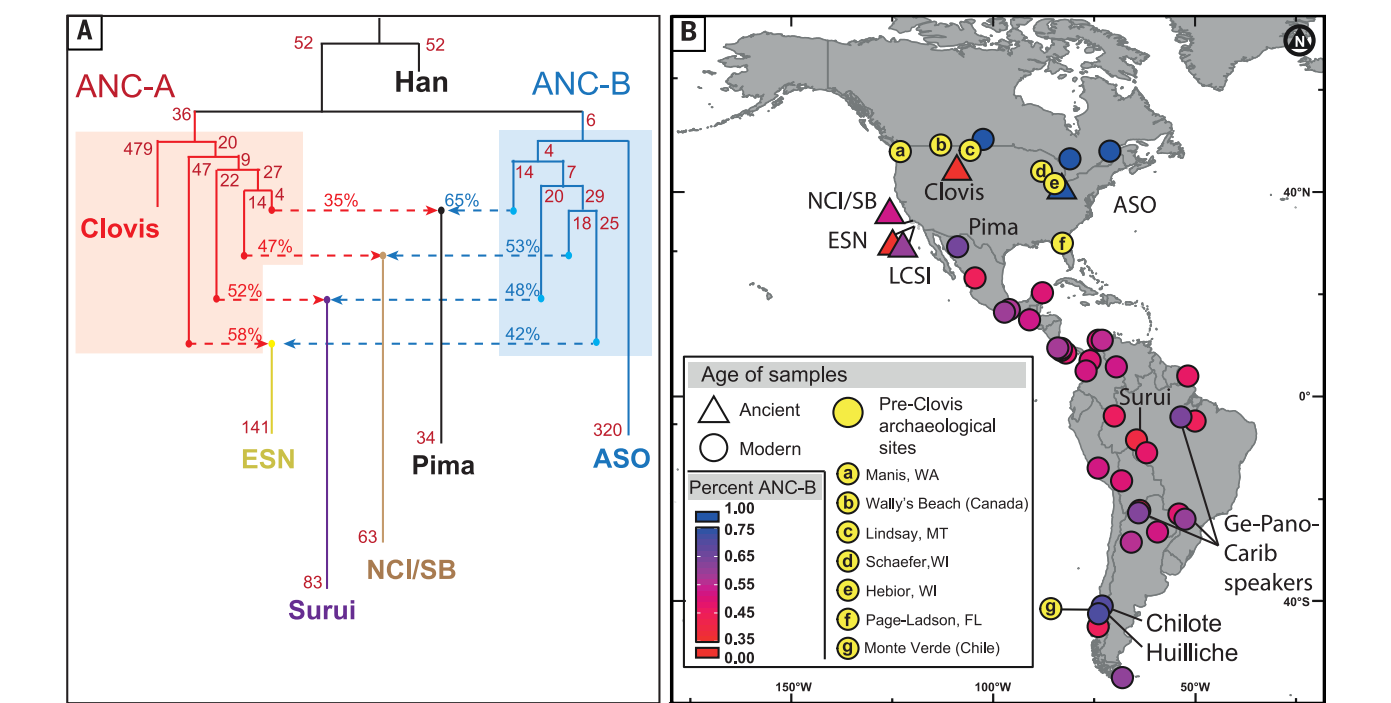 A
52
52
Han
ANC-A
ANC-B
36
6
479
20
47
9
22
27
14
4
4
14
7
20
29
18
25
35%
65%
Clovis
47%
53%
52%
48%
58%
42%
141
ESN
34
Pima
320
ASO
63
NCI/SB
83
Surui
B
N
a
b
c
d
e
Clovis
NCI/SB
ASO
ESN
Pima
f
LCSI
40°N
0°
40°S
Surui
Age of samples
Ancient
Modern
Pre-Clovis
archaeological
sites
Percent ANC-B
1.00
0.75
0.65
0.55
0.45
0.35
0.00
a Manis, WA
b Wally's Beach (Canada)
c Lindsay, MT
d Schaefer,WI
e Hebior, WI
f Page-Ladson, FL
g Monte Verde (Chile)
Ge-Pano-
Carib
speakers
g
Chilote
Huilliche
150°W
100°W
50°W